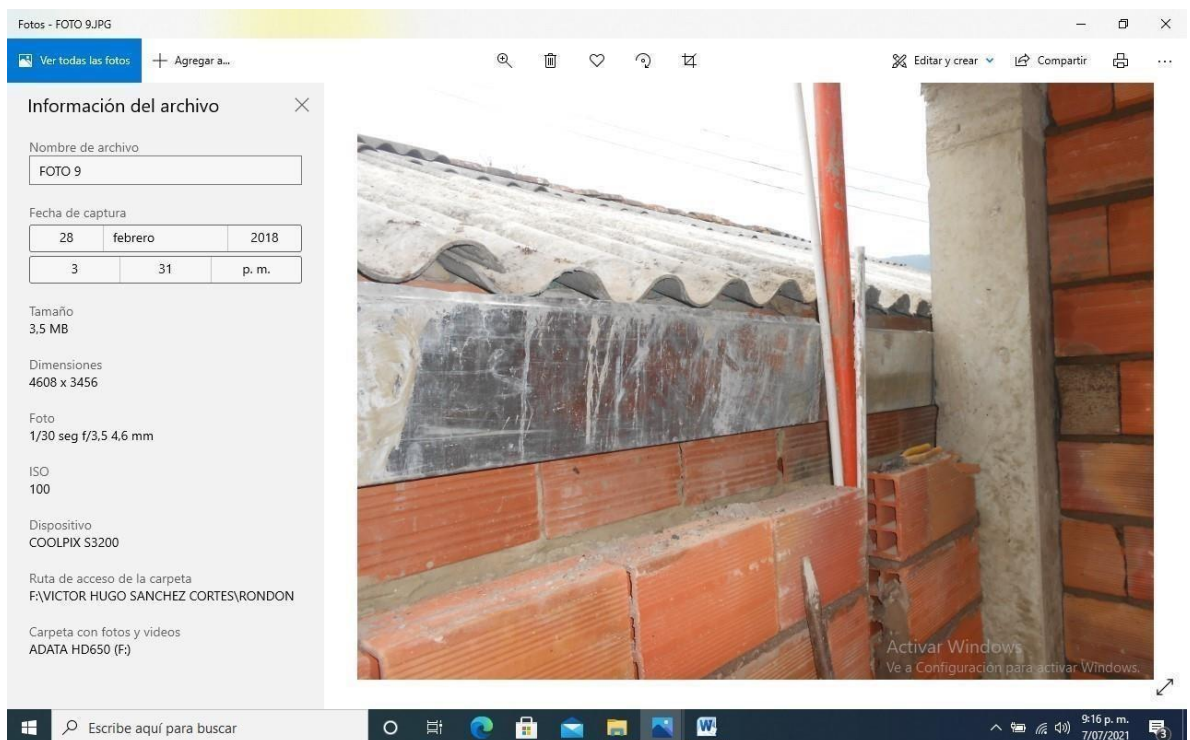 Fotos - FOTO 9.JPG
Ver todas las fotos
Agregar a...
Editar y crear
Compartir
Información del archivo
Nombre de archivo
FOTO 9
Fecha de captura
28 febrero 2018
3 31 p. m.
Tamaño
3,5 MB
Dimensiones
4608 x 3456
Foto
1/30 seg f/3,5 4,6 mm
ISO
100
Dispositivo
COOLPIX S3200
Ruta de acceso de la carpeta
F:\VICTOR HUGO SANCHEZ CORTES\RONDON
Carpeta con fotos y videos
ADATA HD650 (F:)
Activar Windows
Ve a Configuración para activar Windows.
Escribe aquí para buscar
W
9:16 p. m.
7/07/2021
3